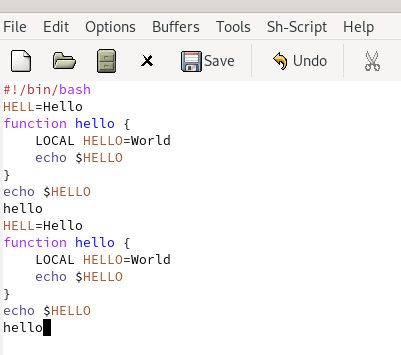 File Edit Options Buffers Tools Sh-Script Help
Save Undo
#!/bin/bash
HELL=Hello
function hello {
    LOCAL HELLO=World
    echo $HELLO
}
echo $HELLO
hello
HELL=Hello
function hello {
    LOCAL HELLO=World
    echo $HELLO
}
echo $HELLO
hello